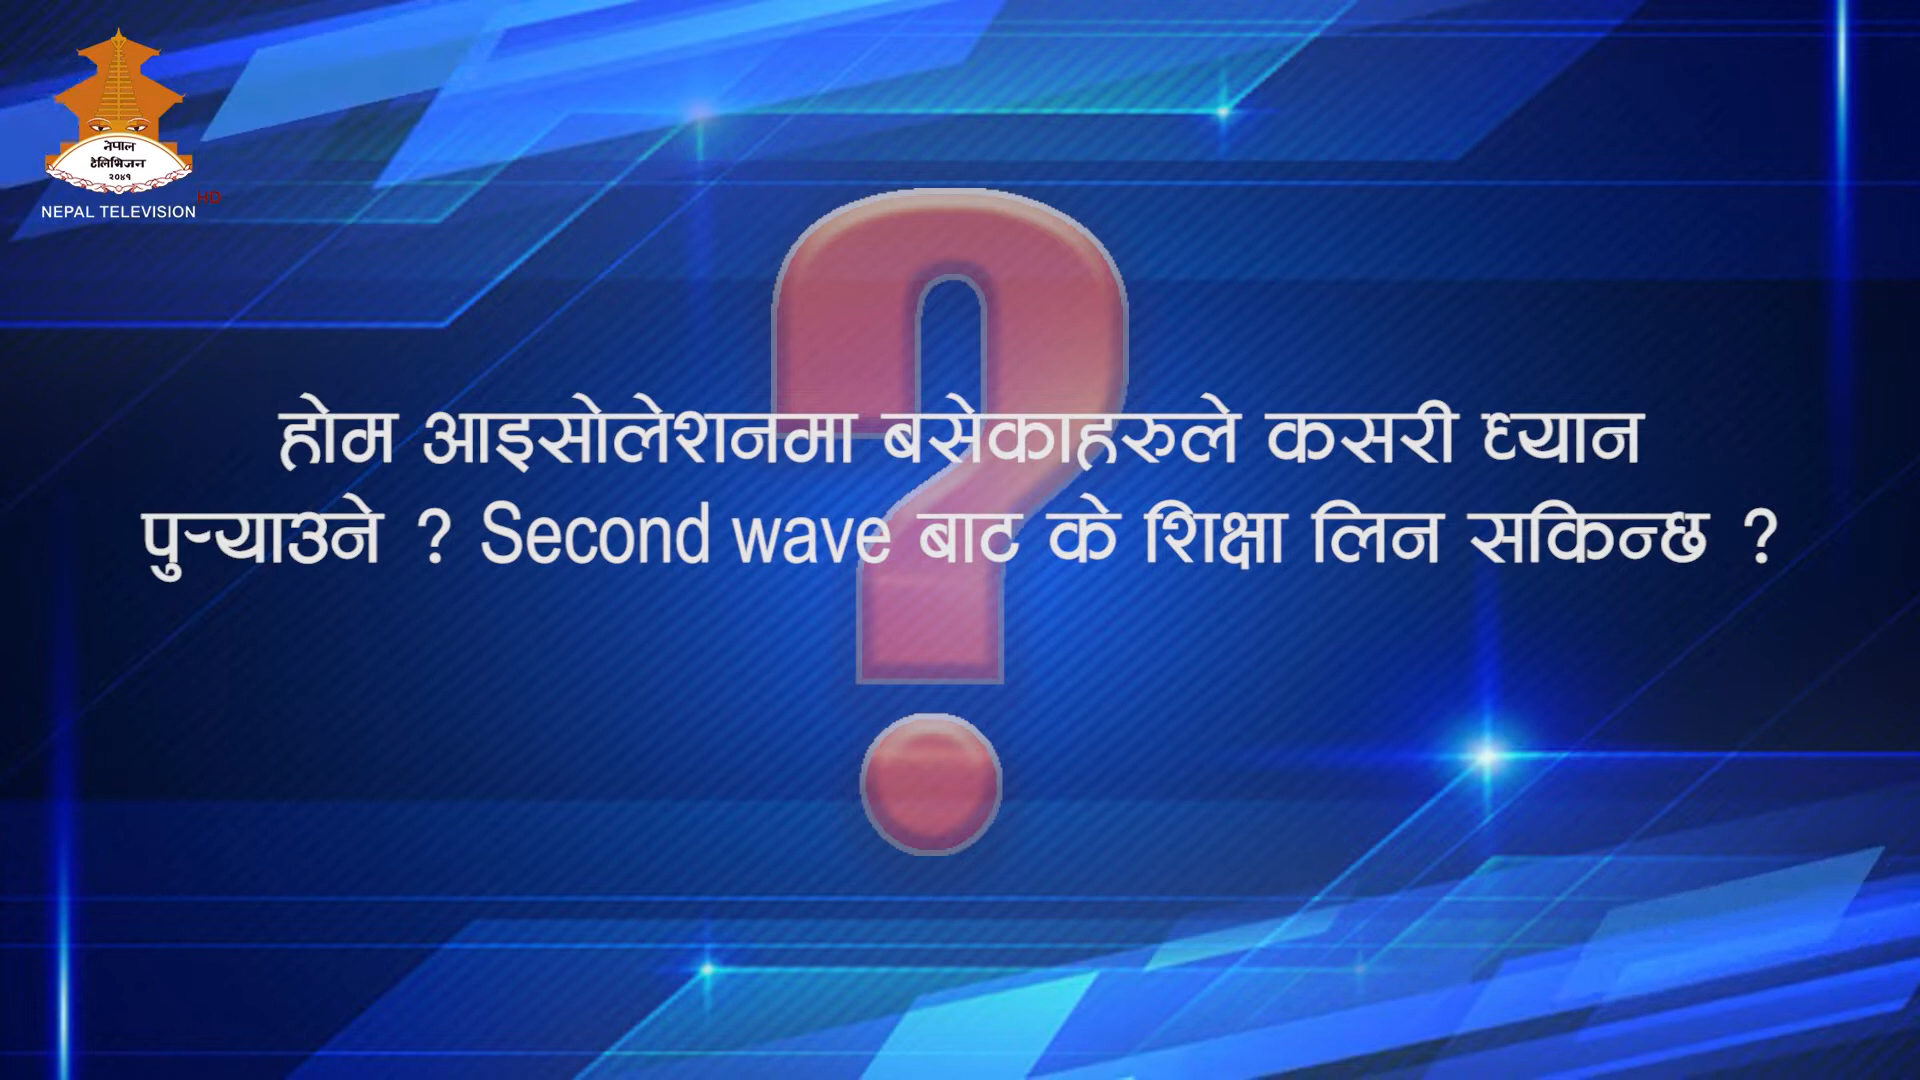 नेपाल
टेलिभिजन
२०४१
NEPAL TELEVISION
HD
होम आइसोलेशनमा बसेकाहरुले कसरी ध्यान
पुर्‍याउने ? Second wave बाट के शिक्षा लिन सकिन्छ ?